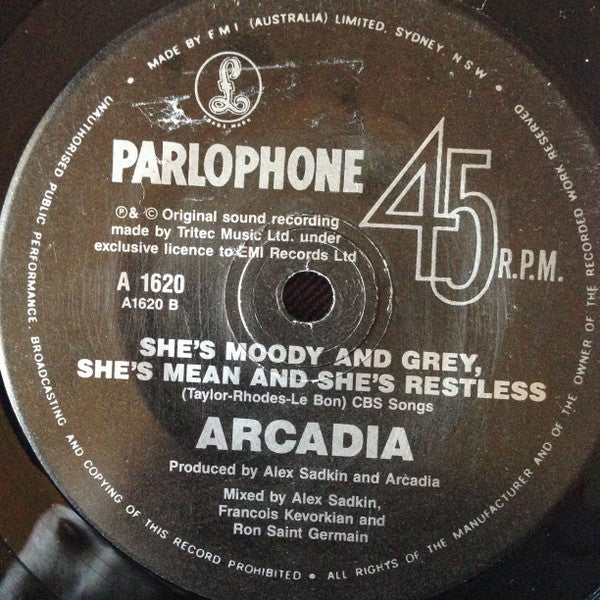 MADE BY EMI (AUSTRALIA) LIMITED, SYDNEY, N S W •
TRADE MARK
PARLOPHONE
45 R.P.M.
℗ & © Original sound recording
made by Tritec Music Ltd. under
exclusive licence to EMI Records Ltd
A 1620
A1620 B
SHE'S MOODY AND GREY,
SHE'S MEAN AND SHE'S RESTLESS
(Taylor-Rhodes-Le Bon) CBS Songs
ARCADIA
Produced by Alex Sadkin and Arcadia
Mixed by Alex Sadkin,
Francois Kevorkian and
Ron Saint Germain
UNAUTHORISED PUBLIC PERFORMANCE, BROADCASTING AND COPYING OF THIS RECORD PROHIBITED • ALL RIGHTS OF THE MANUFACTURER AND OF THE OWNER OF THE RECORDED WORK RESERVED